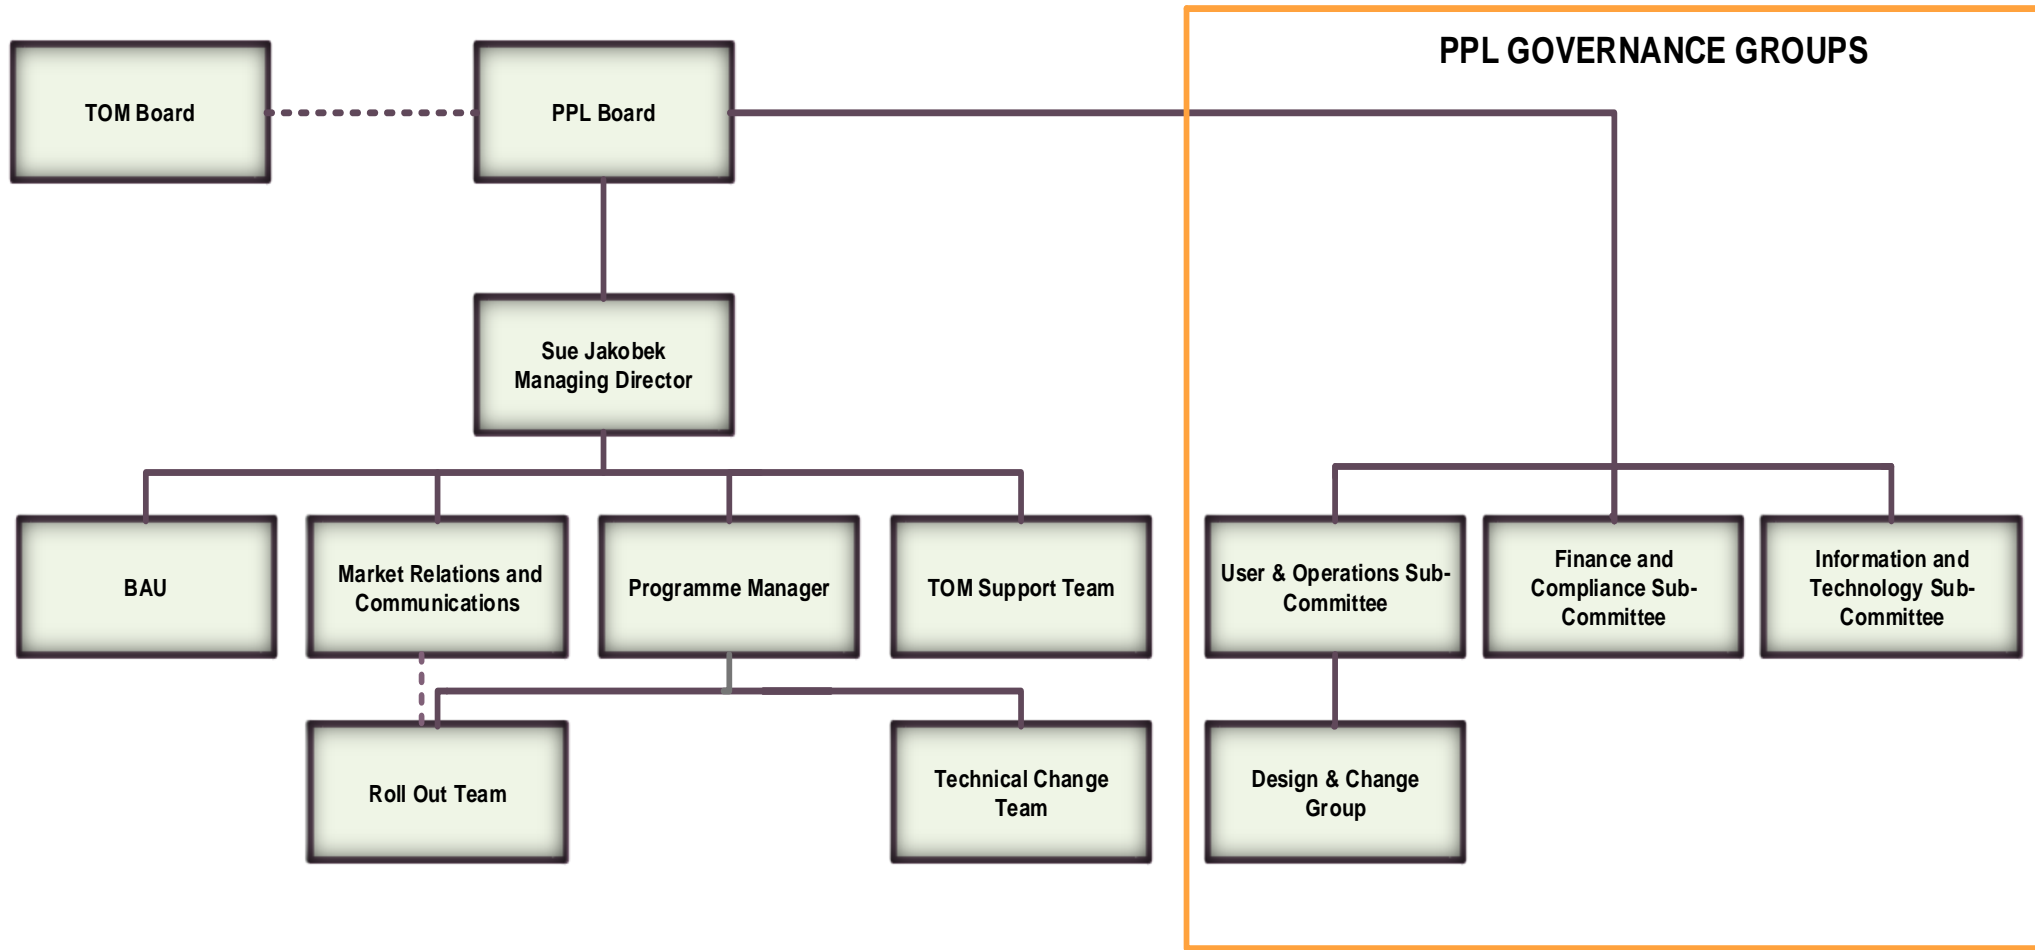 PPL GOVERNANCE GROUPS
TOM Board
PPL Board
Sue Jakobek
Managing Director
BAU
Market Relations and
Communications
Programme Manager
TOM Support Team
User & Operations Sub-
Committee
Finance and
Compliance Sub-
Committee
Information and
Technology Sub-
Committee
Roll Out Team
Technical Change
Team
Design & Change
Group